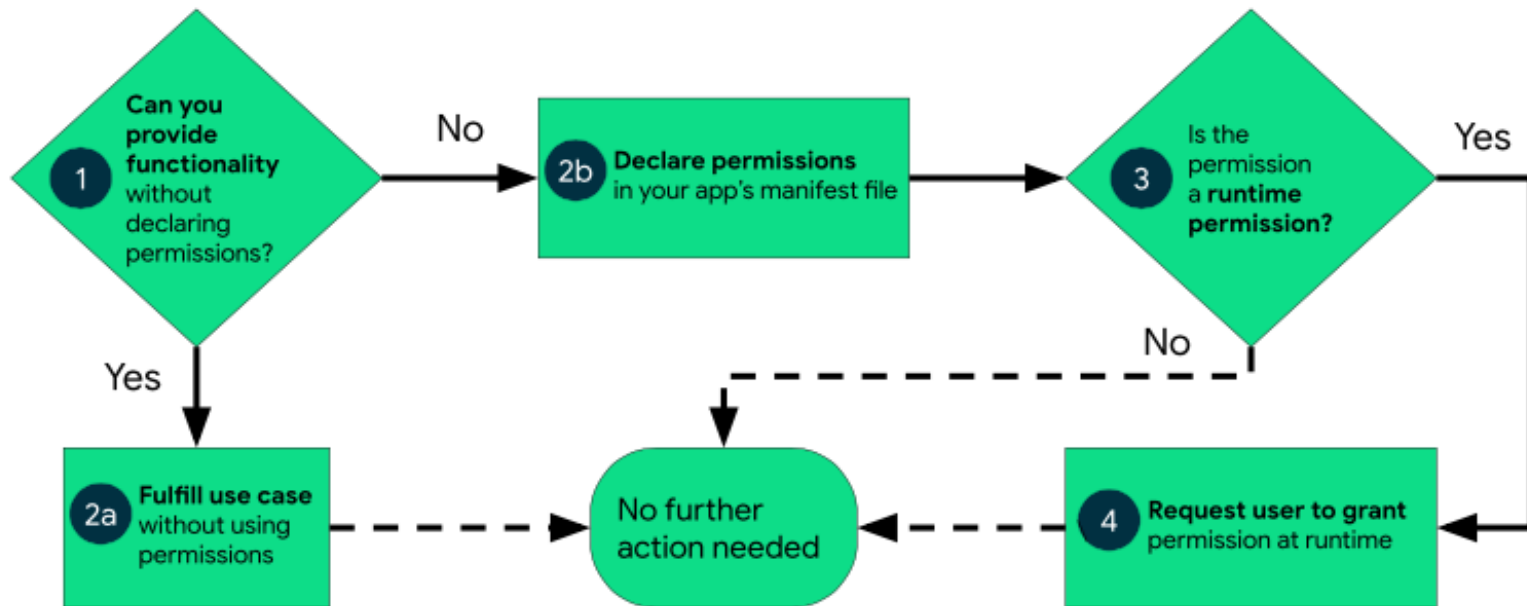 1
Can you
provide
functionality
without
declaring
permissions?
No
2b
Declare permissions
in your app's manifest file
3
Is the
permission
a runtime
permission?
Yes
Yes
No
2a
Fulfill use case
without using
permissions
No further
action needed
4
Request user to grant
permission at runtime